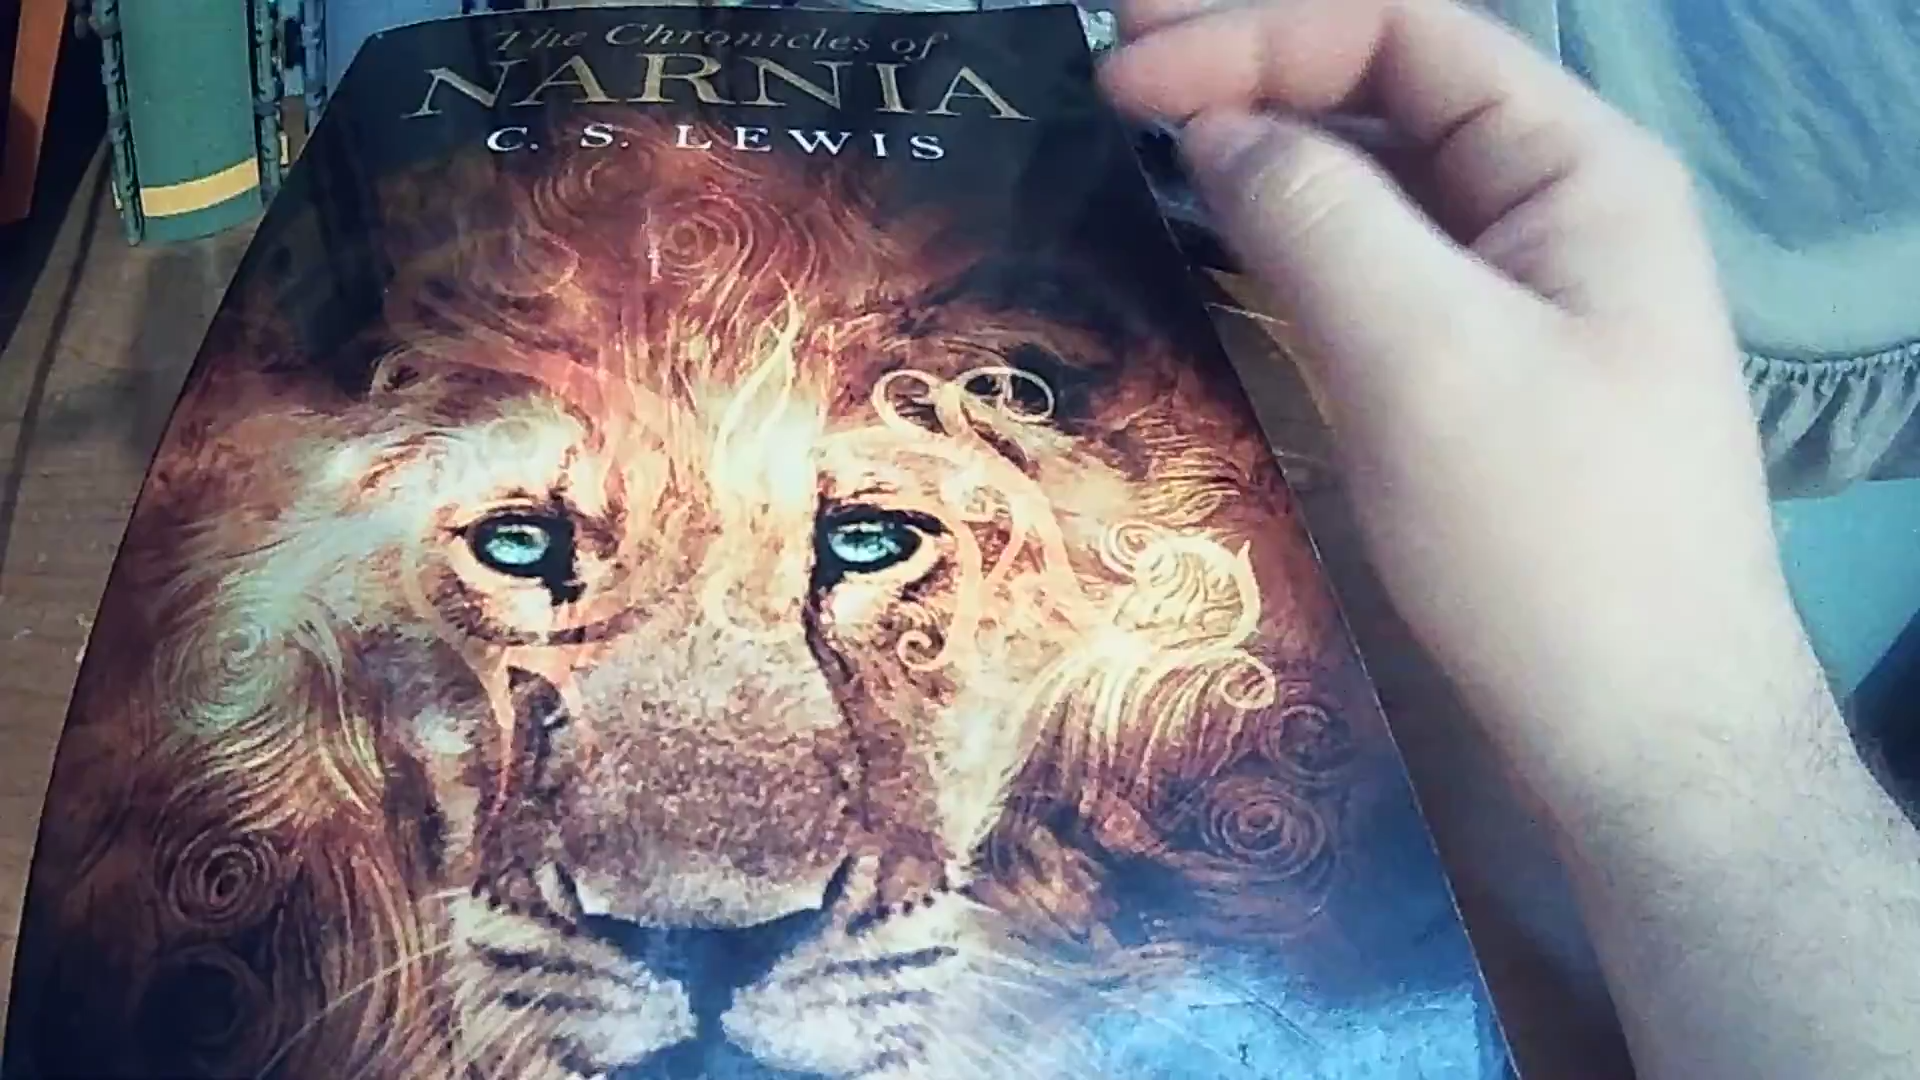 The Chronicles of
NARNIA
C. S. LEWIS